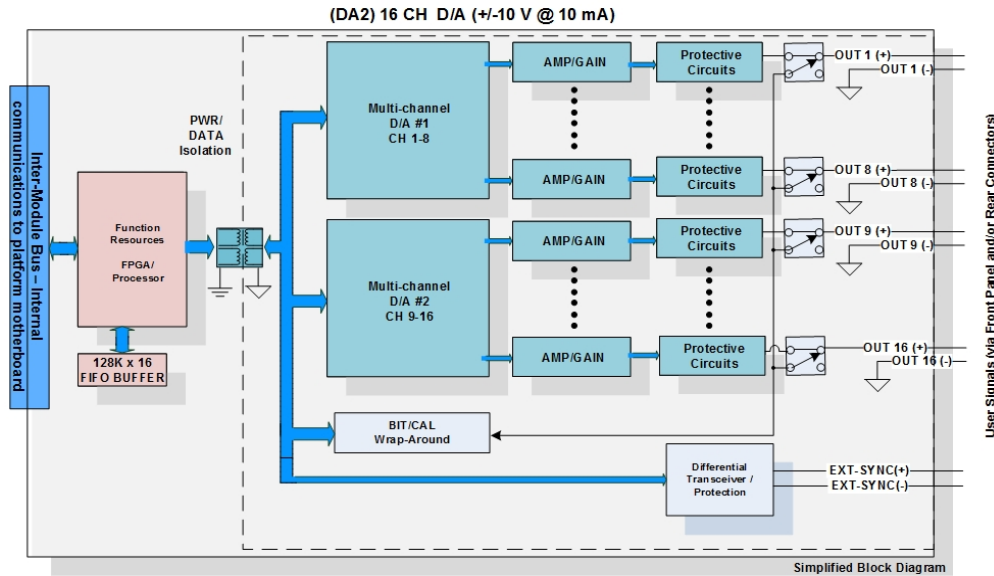 (DA2) 16 CH D/A (+/-10 V @ 10 mA)
Inter-Module Bus – Internal
communications to platform motherboard
Function
Resources
FPGA/
Processor
128K x 16
FIFO BUFFER
PWR/
DATA
Isolation
Multi-channel
D/A #1
CH 1-8
AMP/GAIN
Protective
Circuits
OUT 1 (+)
OUT 1 (-)
AMP/GAIN
Protective
Circuits
OUT 8 (+)
OUT 8 (-)
Multi-channel
D/A #2
CH 9-16
AMP/GAIN
Protective
Circuits
OUT 9 (+)
OUT 9 (-)
AMP/GAIN
Protective
Circuits
OUT 16 (+)
OUT 16 (-)
BIT/CAL
Wrap-Around
Differential
Transceiver /
Protection
EXT-SYNC(+)
EXT-SYNC(-)
User Signals (via Front Panel and/or Rear Connectors)
Simplified Block Diagram